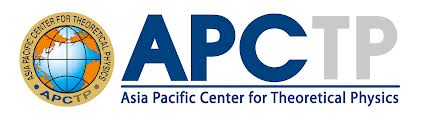 ASIA PACIFIC CENTER FOR THEORETICAL PHYSICS
APCTP
APCTP
Asia Pacific Center for Theoretical Physics